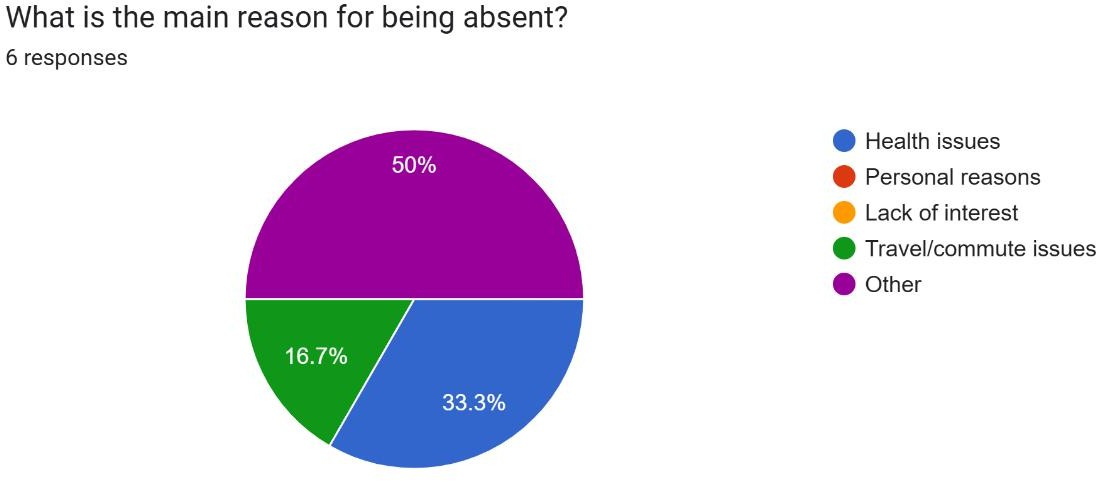 What is the main reason for being absent?
6 responses
50%
16.7%
33.3%
Health issues
Personal reasons
Lack of interest
Travel/commute issues
Other